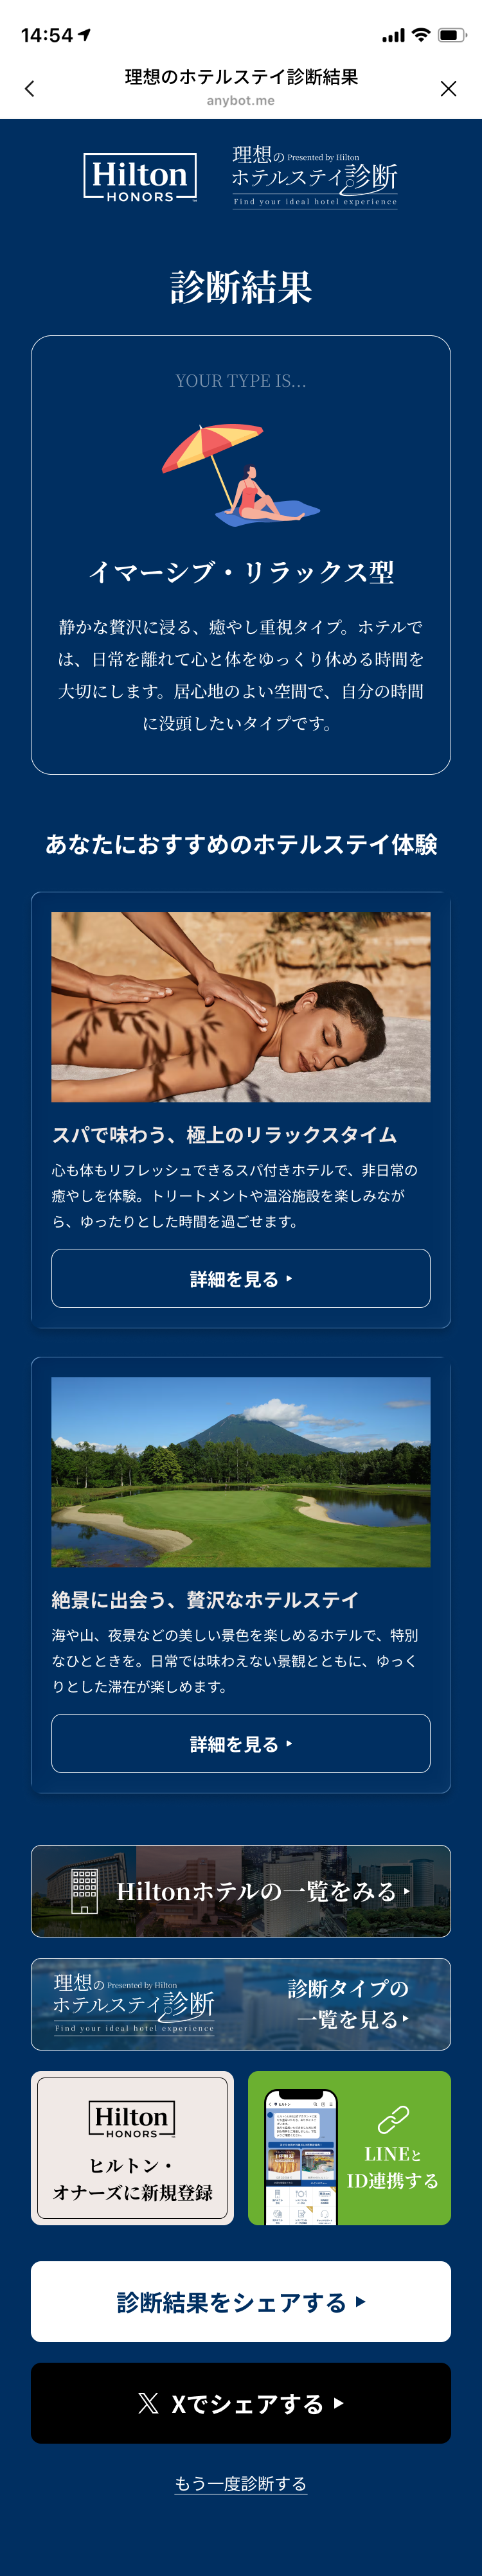 14:54
理想のホテルステイ診断結果
anybot.me
Hilton
HONORS
理想の Presented by Hilton
ホテルステイ診断
Find your ideal hotel experience
診断結果
YOUR TYPE IS...
イマーシブ・リラックス型
静かな贅沢に浸る、癒やし重視タイプ。ホテルで
は、日常を離れて心と体をゆっくり休める時間を
大切にします。居心地のよい空間で、自分の時間
に没頭したいタイプです。
あなたにおすすめのホテルステイ体験
スパで味わう、極上のリラックスタイム
心も体もリフレッシュできるスパ付きホテルで、非日常の
癒やしを体験。トリートメントや温浴施設を楽しみなが
ら、ゆったりとした時間を過ごせます。
詳細を見る
絶景に出会う、贅沢なホテルステイ
海や山、夜景などの美しい景色を楽しめるホテルで、特別
なひとときを。日常では味わえない景観とともに、ゆっく
りとした滞在が楽しめます。
詳細を見る
Hiltonホテルの一覧をみる
理想の Presented by Hilton
ホテルステイ診断
Find your ideal hotel experience
診断タイプの
一覧を見る
Hilton
HONORS
ヒルトン・
オナーズに新規登録
LINEと
ID連携する
診断結果をシェアする
Xでシェアする
もう一度診断する